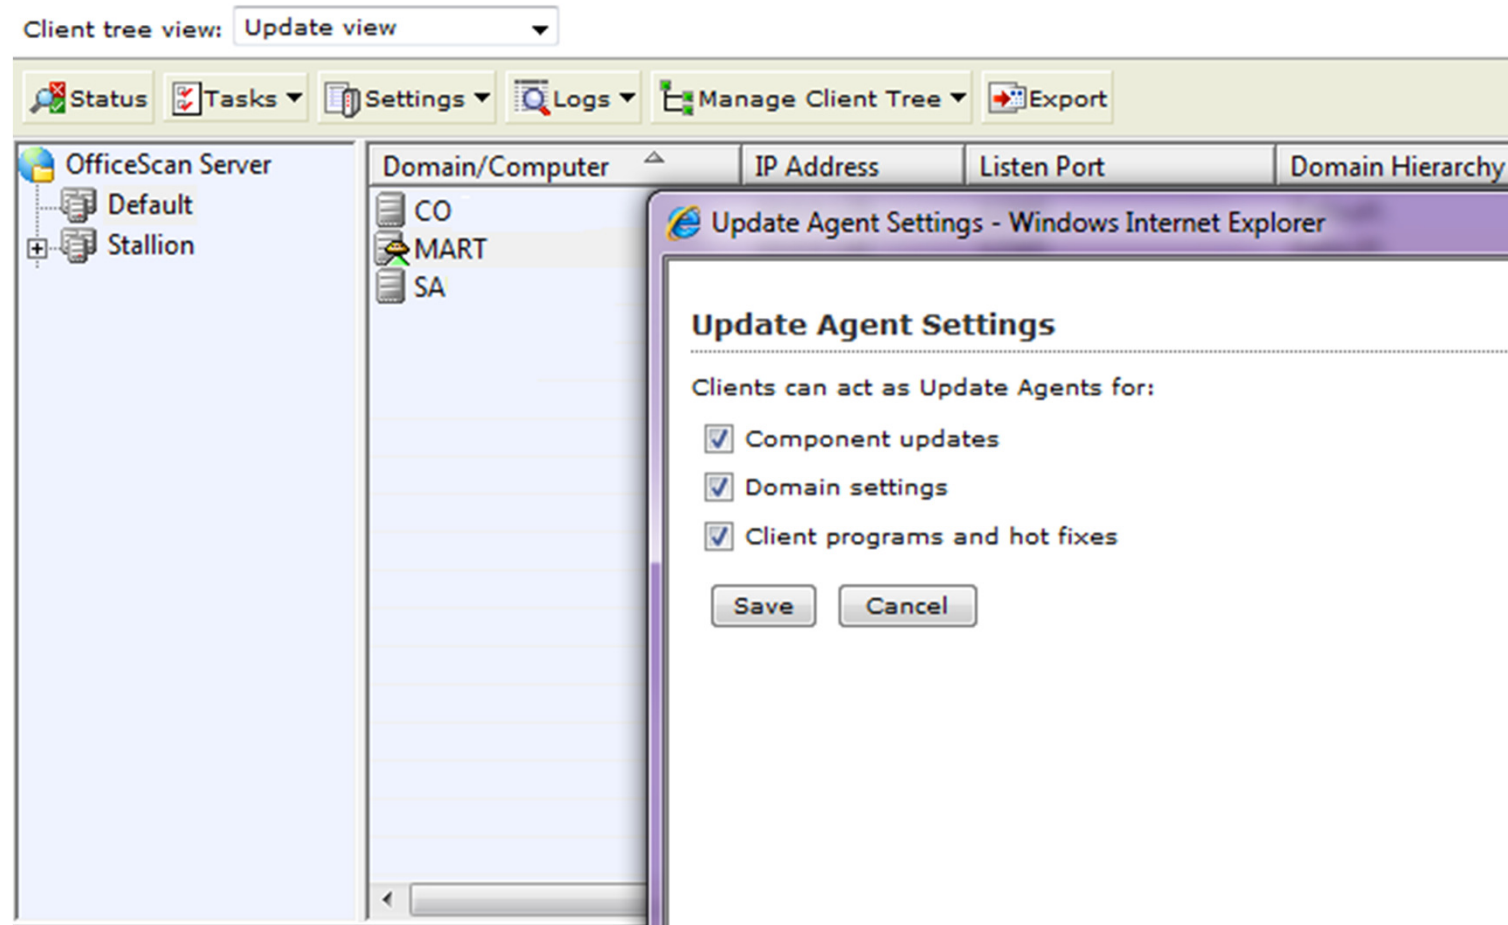 Client tree view: Update view
Status Tasks Settings Logs Manage Client Tree Export
OfficeScan Server
Default
Stallion
Domain/Computer IP Address Listen Port Domain Hierarchy
CO
MART
SA
Update Agent Settings - Windows Internet Explorer
Update Agent Settings
Clients can act as Update Agents for:
Component updates
Domain settings
Client programs and hot fixes
Save Cancel